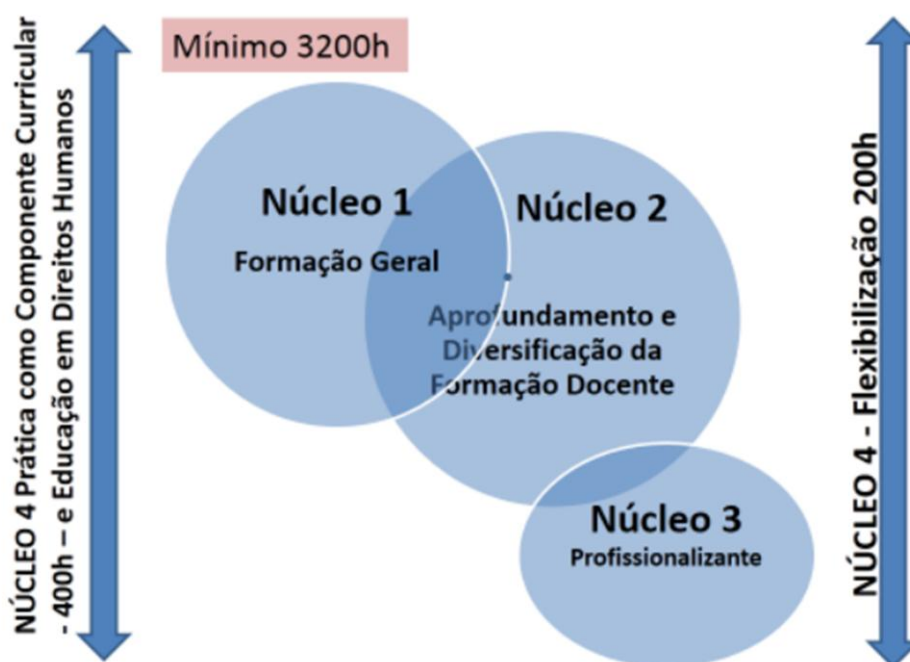 NÚCLEO 4 Prática como Componente Curricular
- 400h – e Educação em Direitos Humanos
Mínimo 3200h
Núcleo 1
Formação Geral
Núcleo 2
Aprofundamento e
Diversificação da
Formação Docente
Núcleo 3
Profissionalizante
NÚCLEO 4 - Flexibilização 200h